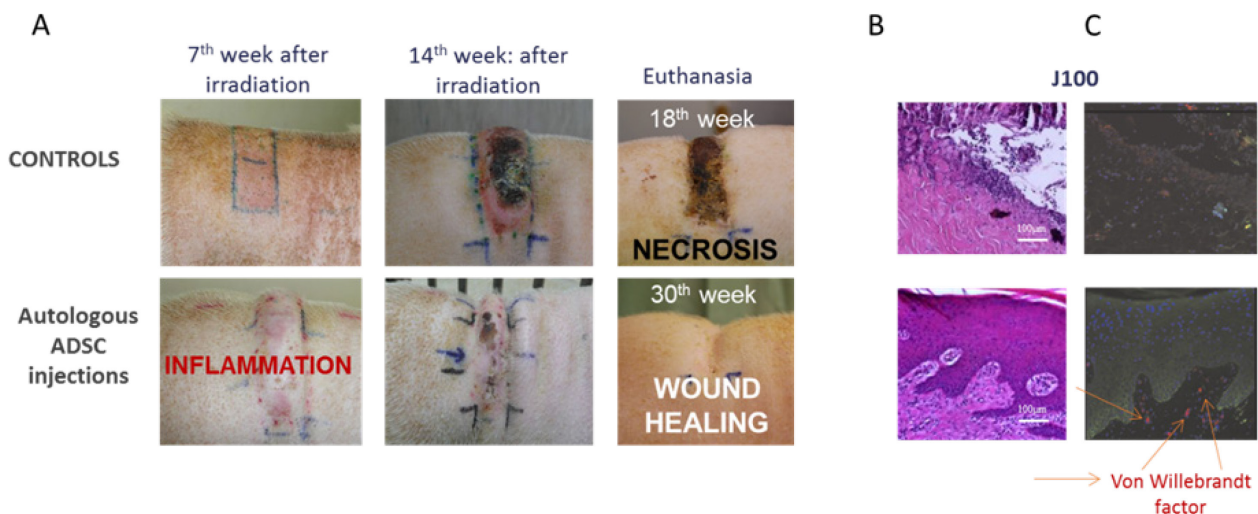 A
B
C
7th week after
irradiation
14th week: after
irradiation
Euthanasia
J100
CONTROLS
18th week
NECROSIS
100µm
Autologous
ADSC
injections
INFLAMMATION
30th week
WOUND
HEALING
100µm
Von Willebrandt
factor